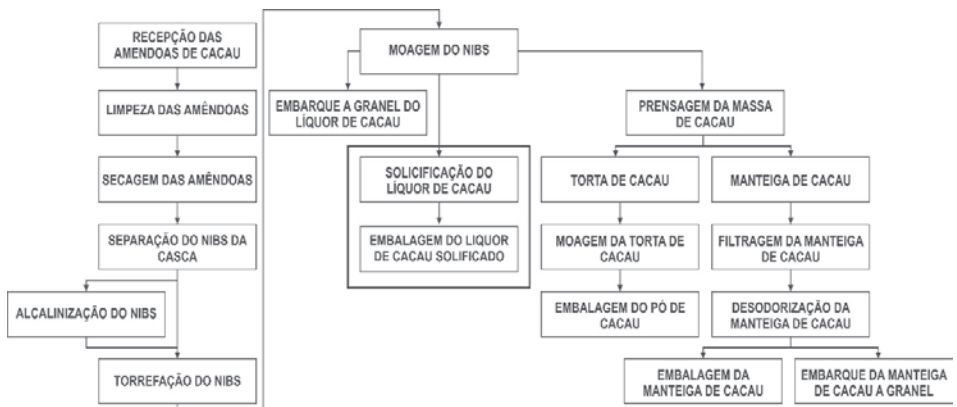 RECEPÇÃO DAS
AMENDOAS DE CACAU
LIMPEZA DAS AMÊNDOAS
SECAGEM DAS AMÊNDOAS
SEPARAÇÃO DO NIBS DA
CASCA
ALCALINIZAÇÃO DO NIBS
TORREFAÇÃO DO NIBS
MOAGEM DO NIBS
EMBARQUE A GRANEL DO
LÍQUOR DE CACAU
SOLICIFICAÇÃO DO
LÍQUOR DE CACAU
EMBALAGEM DO LIQUOR
DE CACAU SOLIFICADO
PRENSAGEM DA MASSA
DE CACAU
TORTA DE CACAU
MOAGEM DA TORTA DE
CACAU
EMBALAGEM DO PÓ DE
CACAU
MANTEIGA DE CACAU
FILTRAGEM DA MANTEIGA
DE CACAU
DESODORIZAÇÃO DA
MANTEIGA DE CACAU
EMBALAGEM DA
MANTEIGA DE CACAU
EMBARQUE DA MANTEIGA
DE CACAU A GRANEL